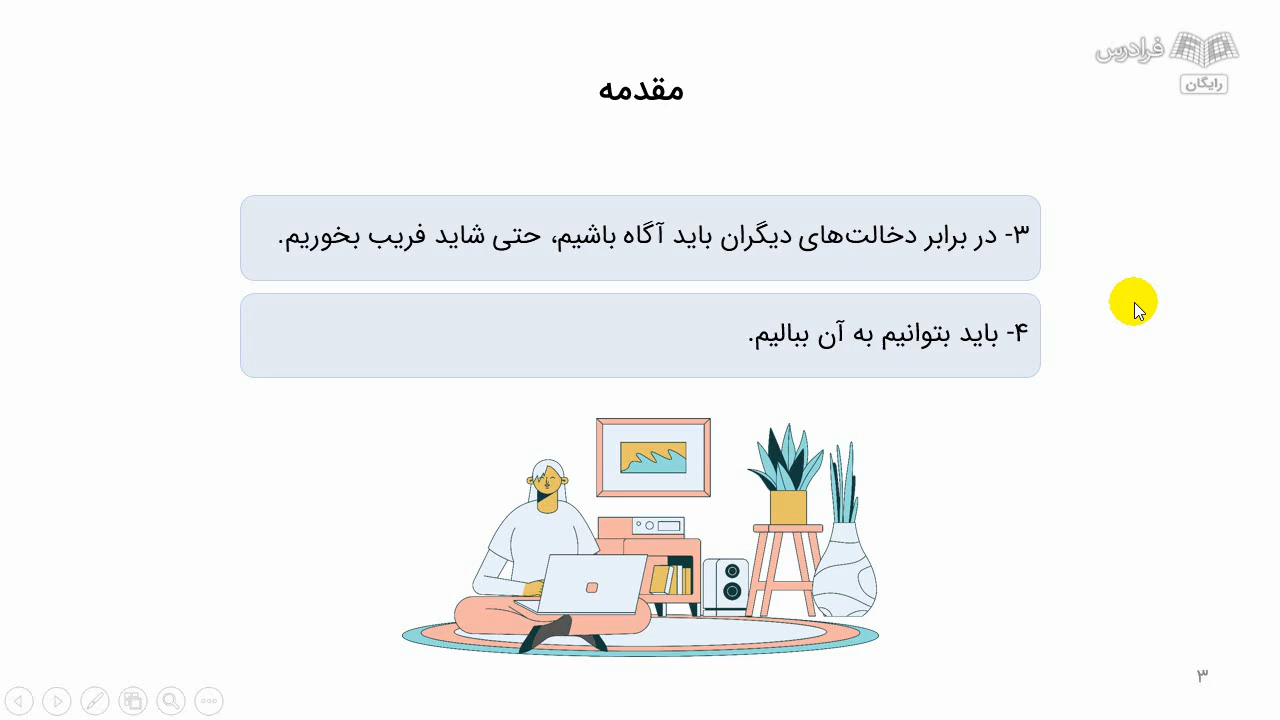 فرادرس
رایگان
مقدمه
۳- در برابر دخالت‌های دیگران باید آگاه باشیم، حتی شاید فریب بخوریم.
۴- باید بتوانیم به آن ببالیم.
۳